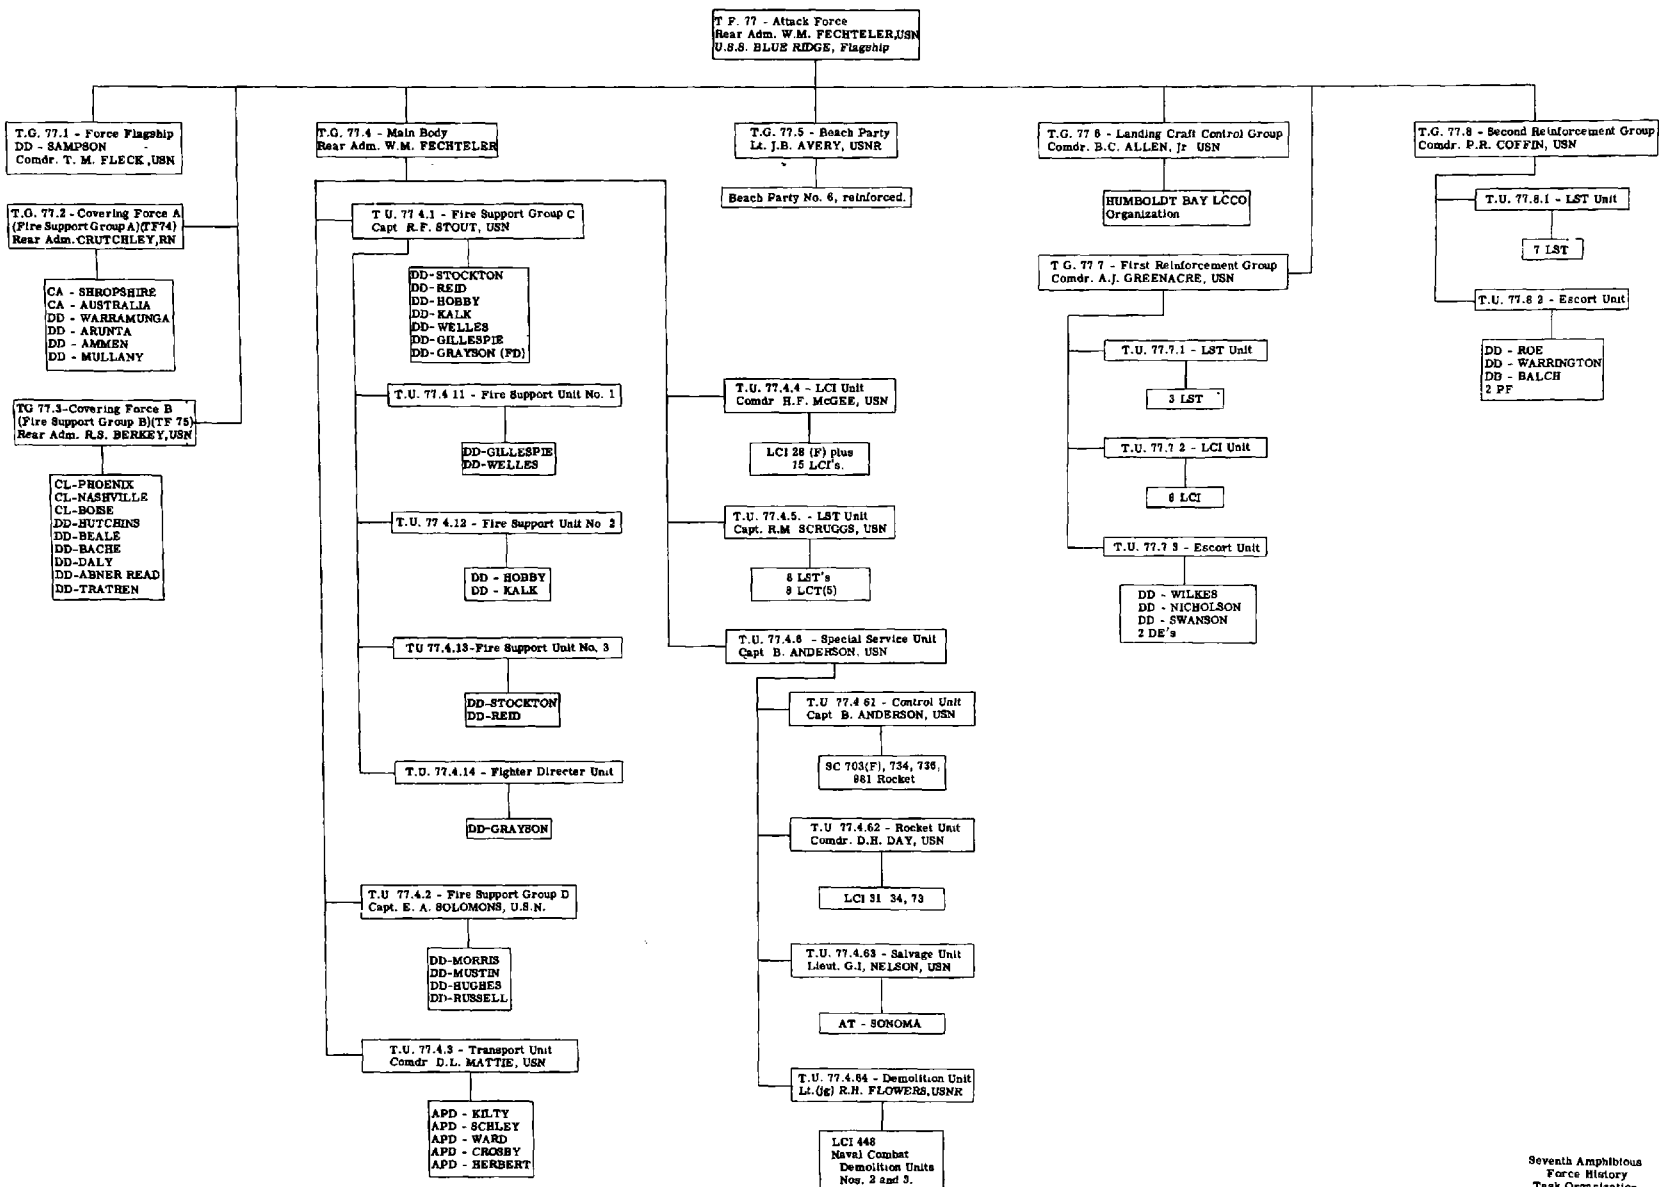 T F. 77 - Attack Force
Rear Adm. W.M. FECHTELER,USN
U.S.S. BLUE RIDGE, Flagship
T.G. 77.1 - Force Flagship
DD - SAMPSON -
Comdr. T. M. FLECK ,USN
T.G. 77.2 - Covering Force A
(Fire Support Group A)(TF74)
Rear Adm. CRUTCHLEY,RN
CA - SHROPSHIRE
CA - AUSTRALIA
DD - WARRAMUNGA
DD - ARUNTA
DD - AMMEN
DD - MULLANY
TG 77.3-Covering Force B
(Fire Support Group B)(TF 75)
Rear Adm. R.S. BERKEY,USN
CL-PHOENIX
CL-NASHVILLE
CL-BOISE
DD-HUTCHINS
DD-BEALE
DD-BACHE
DD-DALY
DD-ABNER READ
DD-TRATHEN
T.G. 77.4 - Main Body
Rear Adm. W.M. FECHTELER
T U. 77 4.1 - Fire Support Group C
Capt R.F. STOUT, USN
DD-STOCKTON
DD-REID
DD-HOBBY
DD-KALK
DD-WELLES
DD-GILLESPIE
DD-GRAYSON (FD)
T.U. 77.4 11 - Fire Support Unit No. 1
DD-GILLESPIE
DD-WELLES
T.U. 77 4.12 - Fire Support Unit No 2
DD - HOBBY
DD - KALK
TU 77.4.13-Fire Support Unit No. 3
DD-STOCKTON
DD-REID
T.U. 77.4.14 - Fighter Directer Unit
DD-GRAYSON
T.U 77.4.2 - Fire Support Group D
Capt. E. A. SOLOMONS, U.S.N.
DD-MORRIS
DD-MUSTIN
DD-HUGHES
DD-RUSSELL
T.U. 77.4.3 - Transport Unit
Comdr D.L. MATTIE, USN
APD - KILTY
APD - SCHLEY
APD - WARD
APD - CROSBY
APD - HERBERT
T.U. 77.4.4 - LCI Unit
Comdr H.F. McGEE, USN
LCI 28 (F) plus
15 LCI's.
T.U. 77.4.5. - LST Unit
Capt. R.M SCRUGGS, USN
LST's
LCT(5)
T.U. 77.4.6 - Special Service Unit
Capt B. ANDERSON. USN
T.U 77.4 61 - Control Unit
Capt B. ANDERSON, USN
SC 703(F), 734, 736,
981 Rocket
T.U 77.4.62 - Rocket Unit
Comdr. D.H. DAY, USN
LCI 31 34, 73
T.U. 77.4.63 - Salvage Unit
Lieut. G.I, NELSON, USN
AT - SONOMA
T.U. 77.4.64 - Demolition Unit
Lt.(jg) R.H. FLOWERS,USNR
LCI 448
Naval Combat
Demolition Units
Nos. 2 and 3.
T.G. 77.5 - Beach Party
Lt. J.B. AVERY, USNR
Beach Party No. 6, reinforced.
T.G. 77 6 - Landing Craft Control Group
Comdr. B.C. ALLEN, Jr USN
HUMBOLDT BAY LCCO
Organization
T G. 77 7 - First Reinforcement Group
Comdr. A.J. GREENACRE, USN
T.U. 77.7.1 - LST Unit
3 LST
T.U. 77.7 2 - LCI Unit
LCI
T.U. 77.7 3 - Escort Unit
DD - WILKES
DD - NICHOLSON
DD - SWANSON
2 DE's
T.G. 77.8 - Second Reinforcement Group
Comdr. P.R. COFFIN, USN
T.U. 77.8.1 - LST Unit
7 LST
T.U. 77.8 2 - Escort Unit
DD - ROE
DD - WARRINGTON
DD - BALCH
2 PF
Seventh Amphibious
Force History
Task Organization